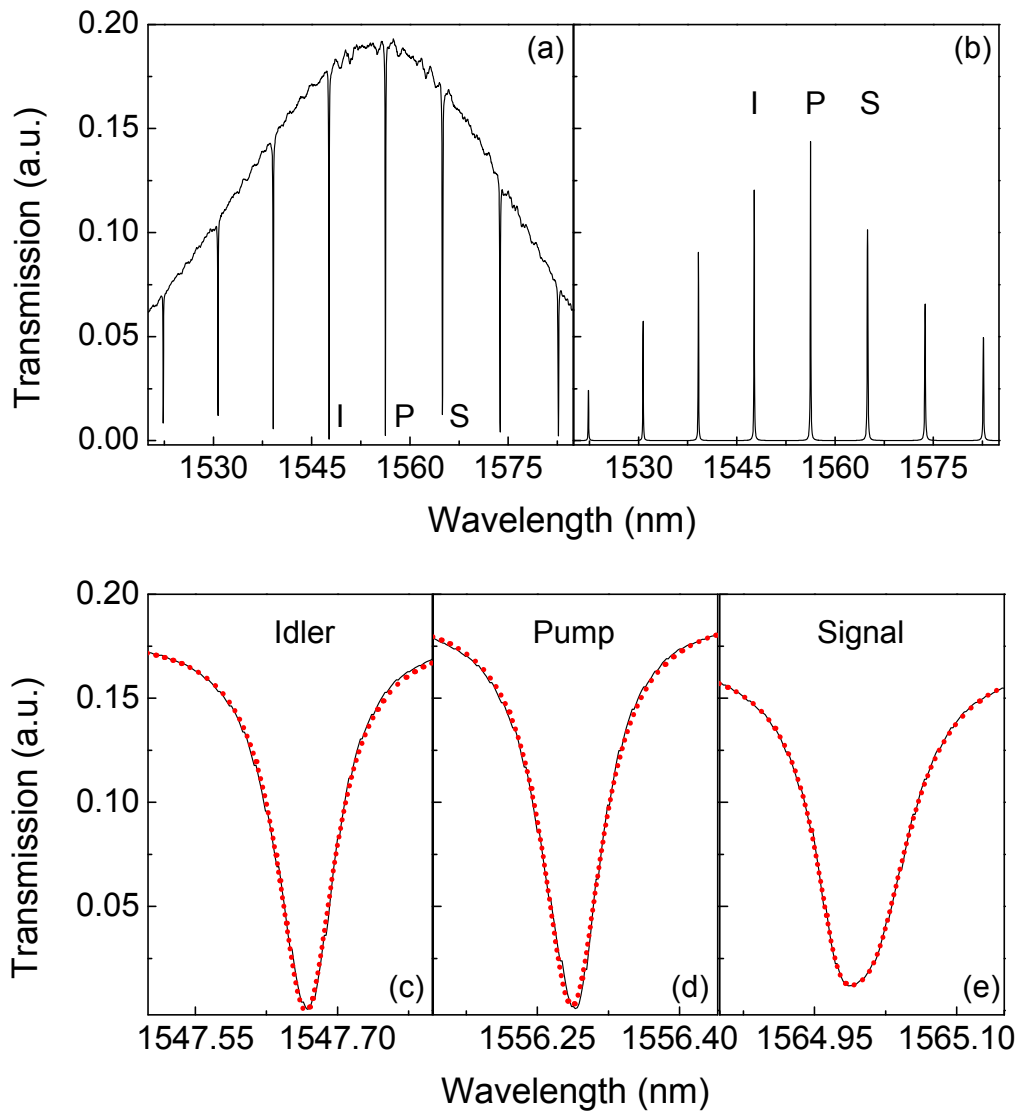 0.20
0.15
0.10
0.05
0.00
Transmission (a.u.)
(a)
I P S
1530 1545 1560 1575
(b)
I P S
1530 1545 1560 1575
Wavelength (nm)
0.20
0.15
0.10
0.05
Transmission (a.u.)
Idler
(c)
1547.55 1547.70
Pump
(d)
1556.25 1556.40
Signal
(e)
1564.95 1565.10
Wavelength (nm)